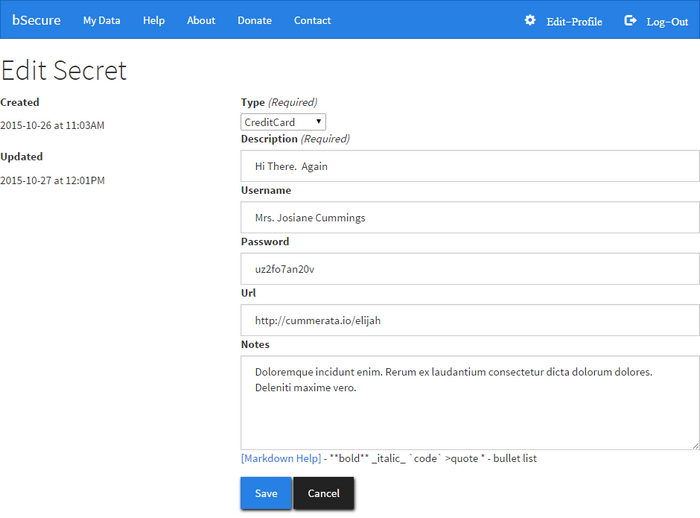 bSecure My Data Help About Donate Contact Edit-Profile Log-Out
Edit Secret
Created
2015-10-26 at 11:03AM
Updated
2015-10-27 at 12:01PM
Type (Required)
CreditCard
Description (Required)
Hi There.  Again
Username
Mrs. Josiane Cummings
Password
uz2fo7an20v
Url
http://cummerata.io/elijah
Notes
Doloremque incidunt enim. Rerum ex laudantium consectetur dicta dolorum dolores.
Deleniti maxime vero.
[Markdown Help] - **bold** _italic_ `code` >quote * - bullet list
Save Cancel